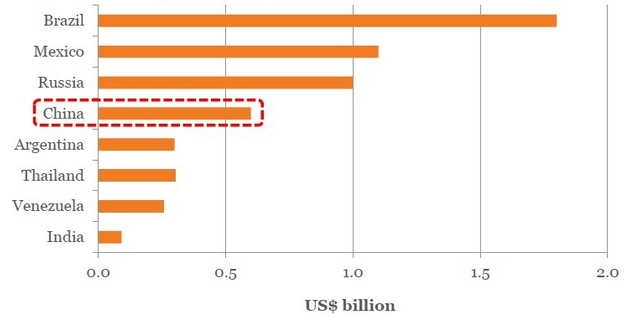 Brazil
Mexico
Russia
China
Argentina
Thailand
Venezuela
India
0.0 0.5 1.0 1.5 2.0
US$ billion